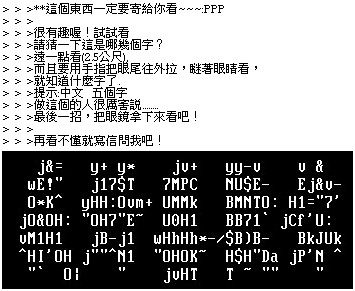 > > >**這個東西一定要寄給你看~~~:PPP
> > >
> > >很有趣喔！試試看
> > >請猜一下這是哪幾個字？
> > >遠一點看(2.5公尺)
> > >而且要用手指把眼尾往外拉，瞇著眼睛看，
> > >就知道什麼字了
> > >提示:中文　五個字
> > >做這個的人很厲害説........
> > >最後一招，把眼鏡拿下來看吧！
> > >
> > >再看不懂就寫信問我吧！
j&= y+ y* jv+ yy-v v &
wE!" j17$T 7MPC NU$E- Ej&v-
O*K^ yHH:Ovm+ UMMk BMNTO: H1="7'
jO&OH: "OH7"E~ U0H1 BB71` jCf'U:
vM1H1 jB-j1 wHhHh*-/$B)B- BkJUk
^HI'OH j""^N1 "OHOK~ H$H"Da jP'N ^
"` O| " jvHT T ~ "" "